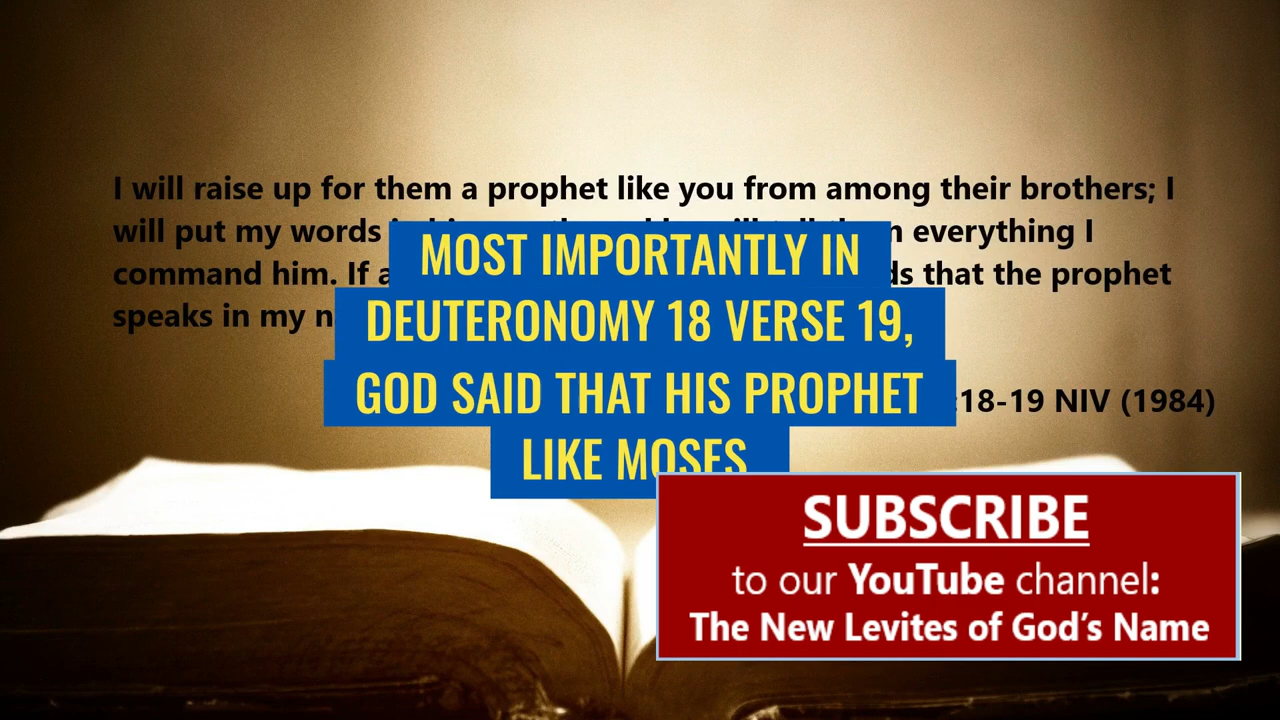 I will raise up for them a prophet like you from among their brothers; I
will put my words everything I
command him. If a that the prophet
speaks in my
:18-19 NIV (1984)
MOST IMPORTANTLY IN
DEUTERONOMY 18 VERSE 19,
GOD SAID THAT HIS PROPHET
LIKE MOSES
SUBSCRIBE
to our YouTube channel:
The New Levites of God's Name